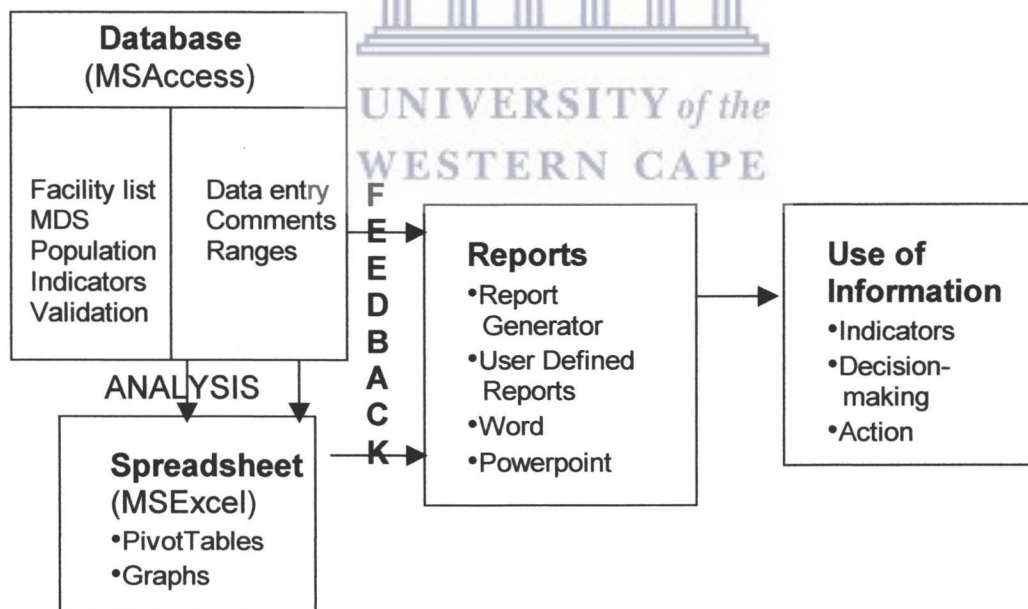 Database
(MSAccess)
UNIVERSITY of the
WESTERN CAPE
Facility list
MDS
Population
Indicators
Validation
Data entry
Comments
Ranges
F
E
E
D
B
A
C
K
ANALYSIS
Spreadsheet
(MSExcel)
•PivotTables
•Graphs
Reports
•Report
Generator
•User Defined
Reports
•Word
•Powerpoint
Use of
Information
•Indicators
•Decision-
making
•Action